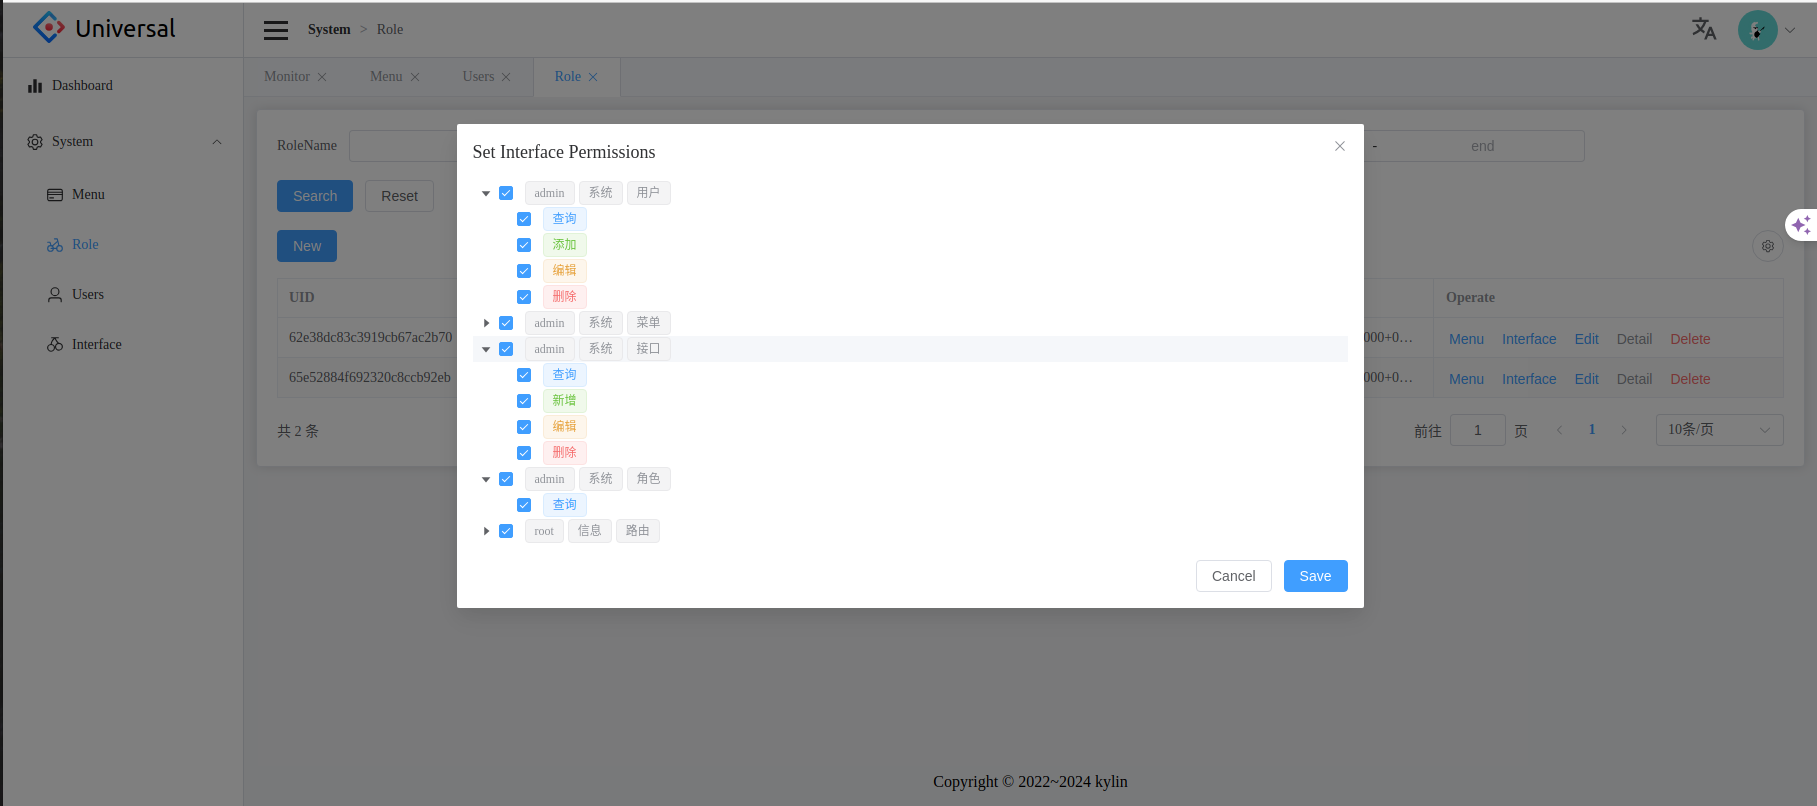 Universal
System > Role
Dashboard
System
Menu
Role
Users
Interface
Monitor Menu Users Role
RoleName
- end
Search Reset
New
UID
Operate
62e38dc83c3919cb67ac2b70
000+0… Menu Interface Edit Detail Delete
65e52884f692320c8ccb92eb
000+0… Menu Interface Edit Detail Delete
共 2 条
前往 1 页 < 1 > 10条/页
Set Interface Permissions
admin 系统 用户
查询
添加
编辑
删除
admin 系统 菜单
admin 系统 接口
查询
新增
编辑
删除
admin 系统 角色
查询
root 信息 路由
Cancel Save
Copyright © 2022~2024 kylin